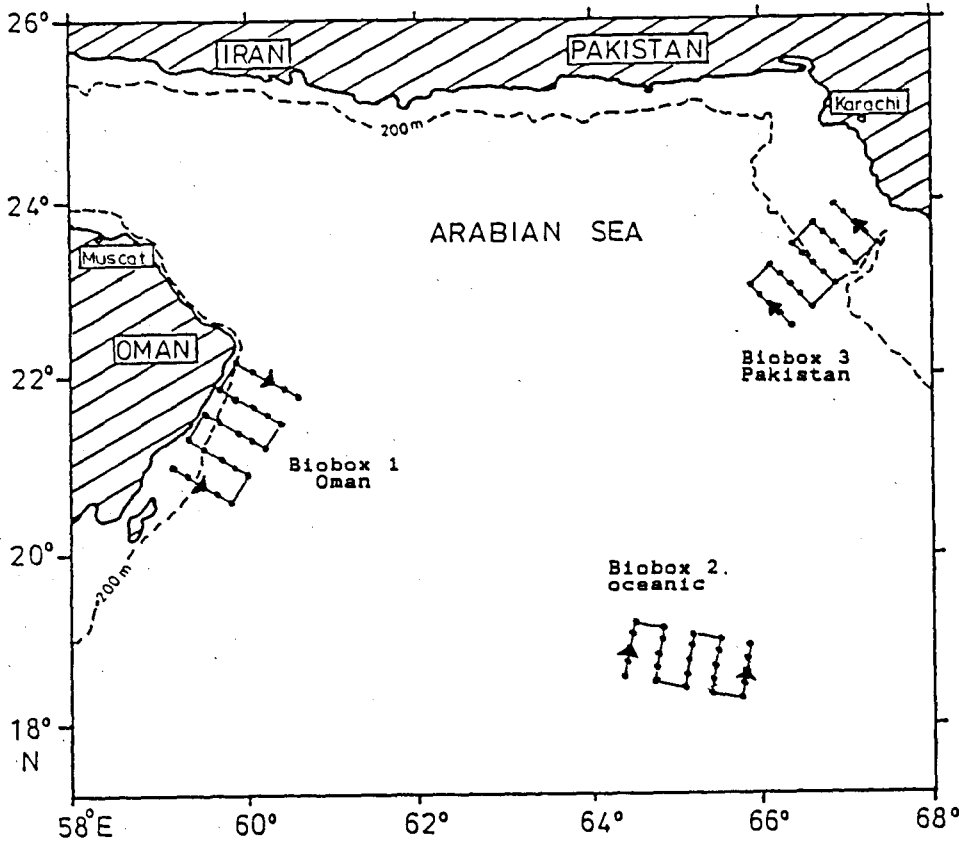 26°
IRAN
PAKISTAN
Karachi
200m
24°
ARABIAN SEA
Muscat
OMAN
22°
Biobox 3
Pakistan
Biobox 1
Oman
20°
200m
Biobox 2.
oceanic
18°
N
58°E
60°
62°
64°
66°
68°